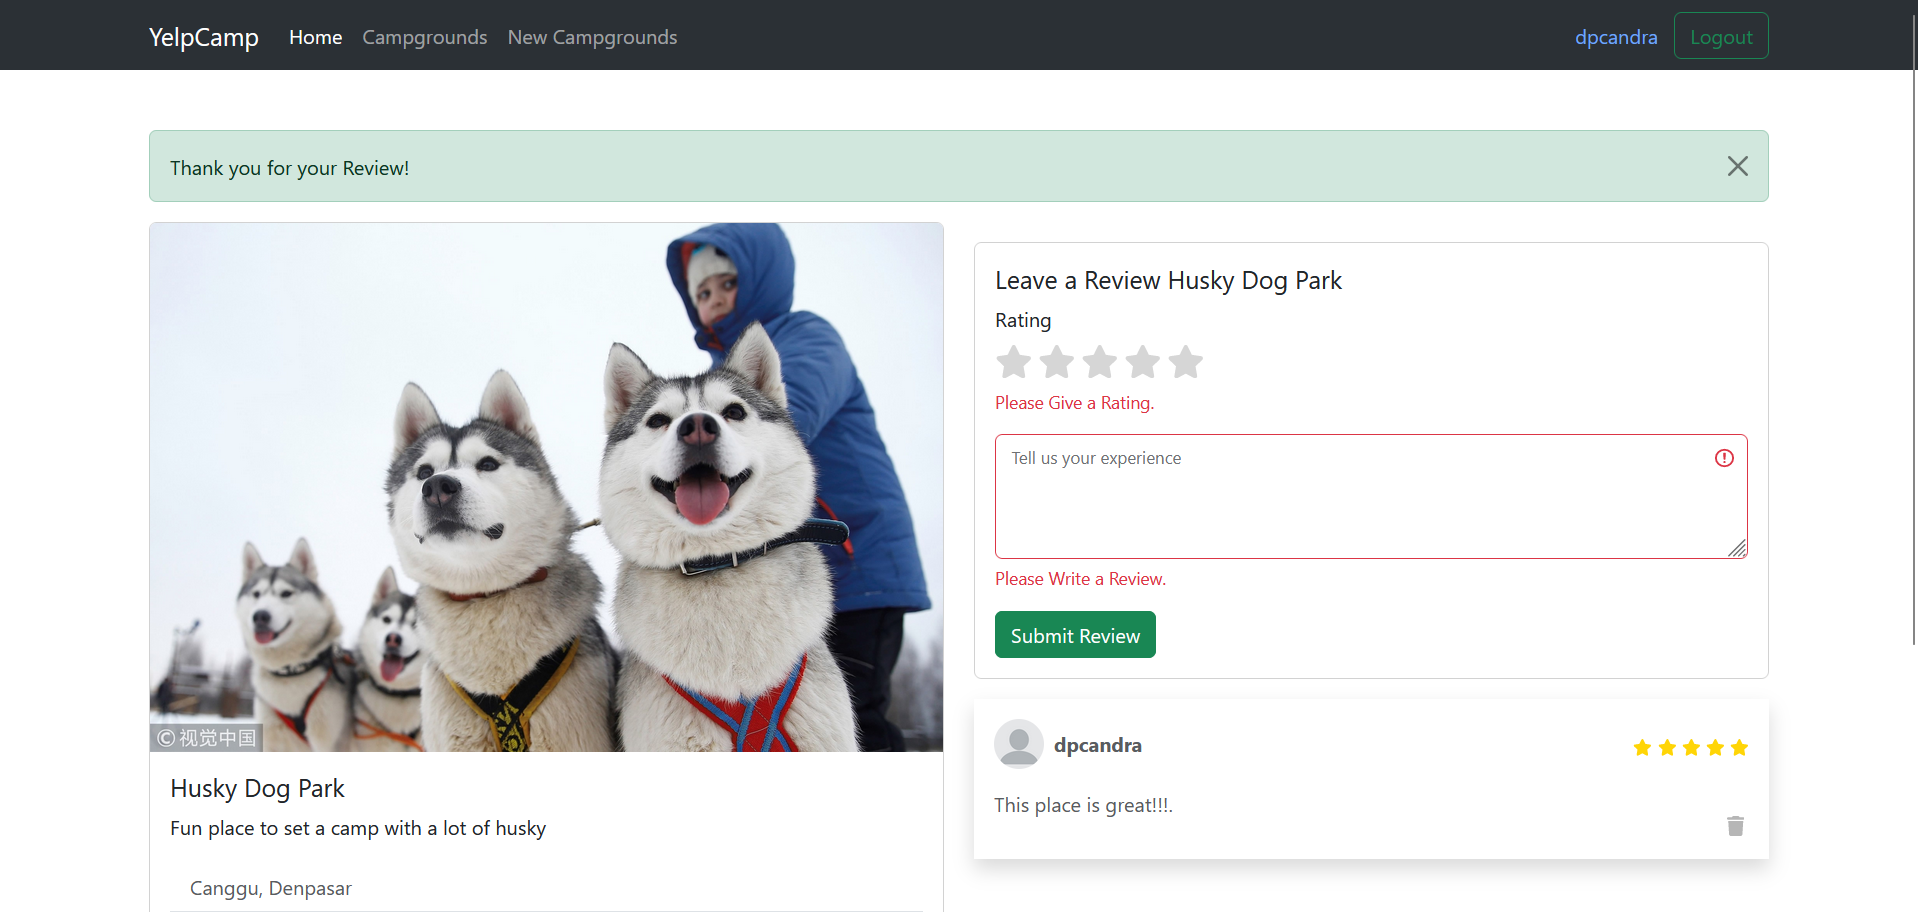 YelpCamp Home Campgrounds New Campgrounds dpcandra Logout
Thank you for your Review!
©视觉中国
Husky Dog Park
Fun place to set a camp with a lot of husky
Canggu, Denpasar
Leave a Review Husky Dog Park
Rating
Please Give a Rating.
Tell us your experience
Please Write a Review.
Submit Review
dpcandra
This place is great!!!.